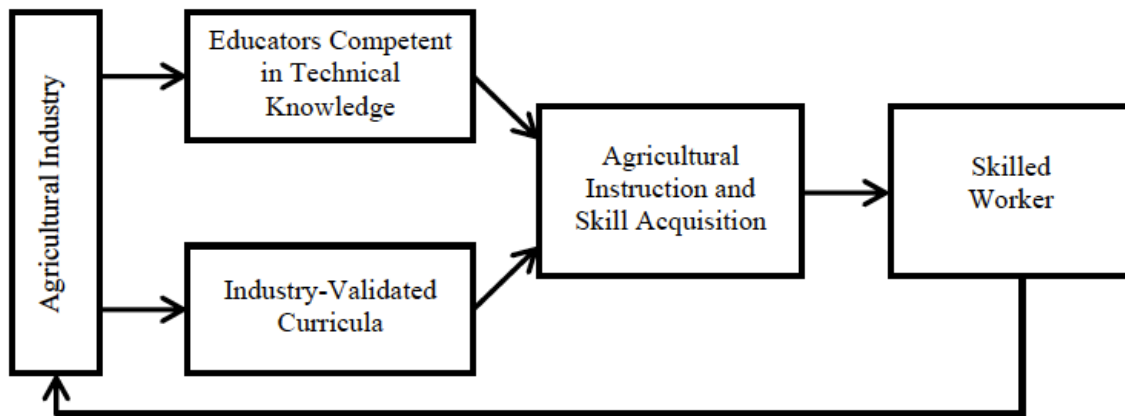 Agricultural Industry
Educators Competent
in Technical
Knowledge
Industry-Validated
Curricula
Agricultural
Instruction and
Skill Acquisition
Skilled
Worker